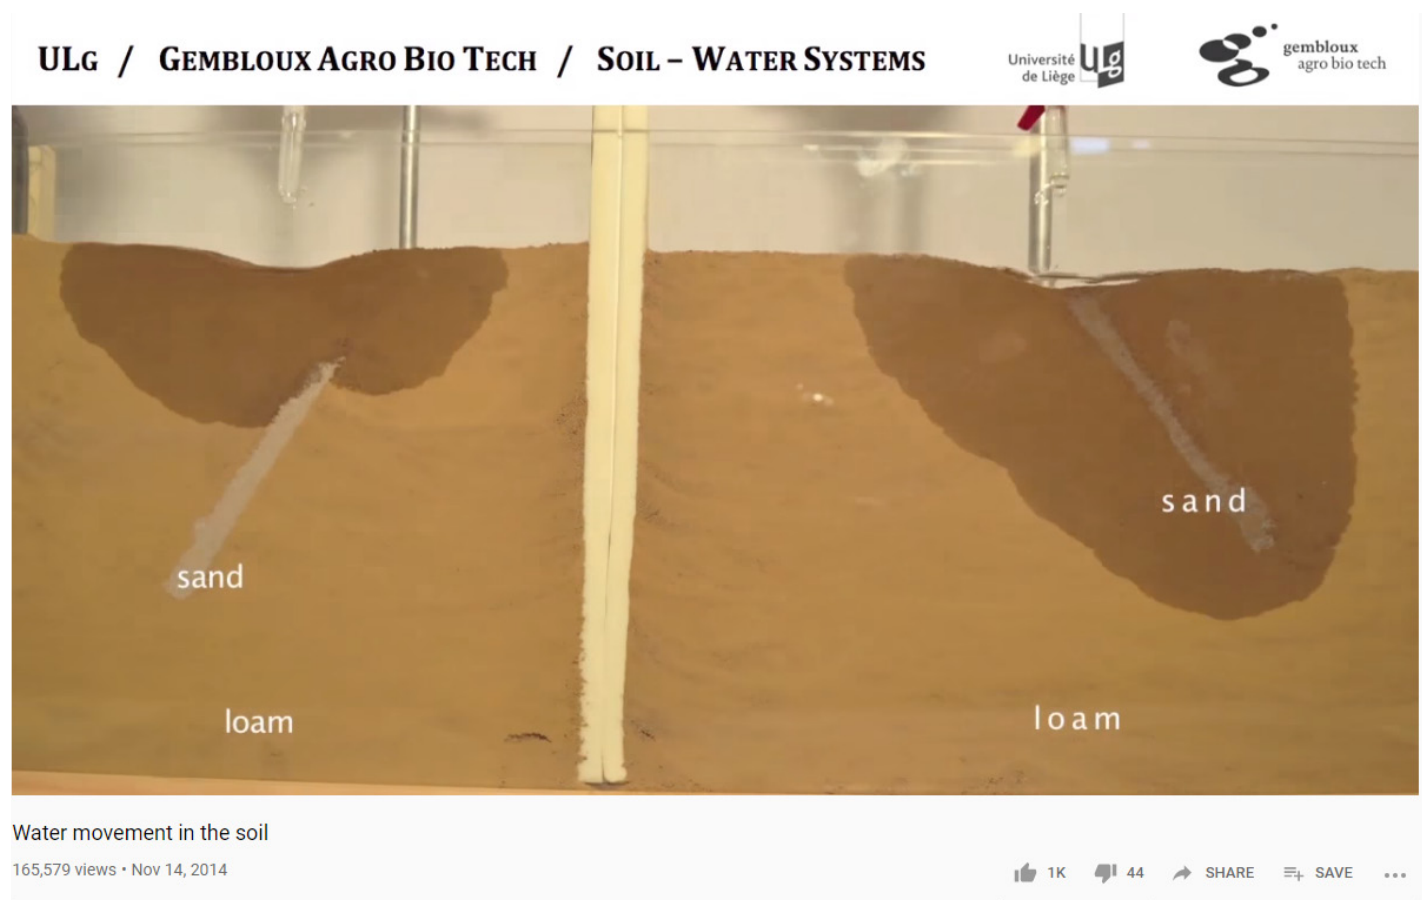 ULG / GEMBLOUX AGRO BIO TECH / SOIL – WATER SYSTEMS
Université
de Liège
ULg
gembloux
agro bio tech
sand
sand
loam
loam
Water movement in the soil
165,579 views • Nov 14, 2014
1K
44
SHARE
SAVE